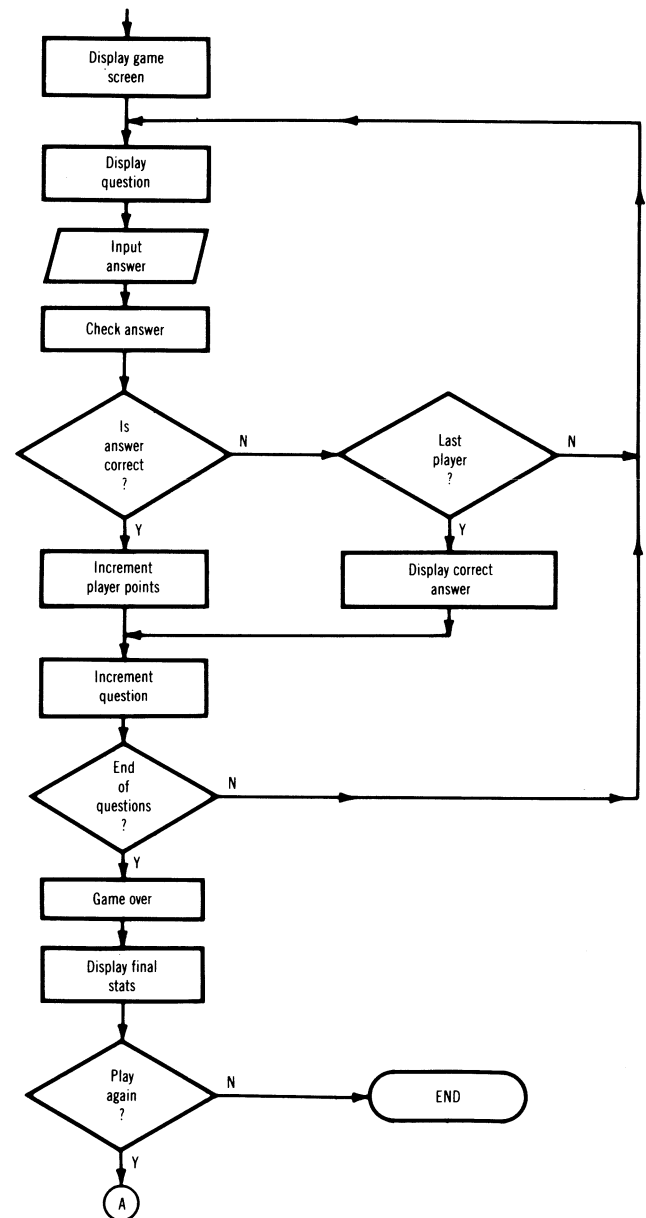 Display game
screen
Display
question
Input
answer
Check answer
Is
answer
correct
?
N
Last
player
?
N
Y
Y
Increment
player points
Display correct
answer
Increment
question
End
of
questions
?
N
Y
Game over
Display final
stats
Play
again
?
N
END
Y
A